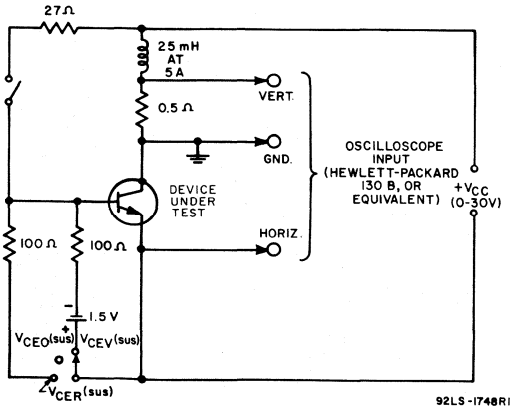 27Ω
25 mH
AT
5 A
VERT.
0.5 Ω
GND.
OSCILLOSCOPE
INPUT
(HEWLETT-PACKARD
130 B, OR
EQUIVALENT)
+VCC
(0-30V)
DEVICE
UNDER
TEST
HORIZ.
100Ω
100Ω
-
1.5 V
+
VCEO(sus)
VCEV(sus)
VCER(sus)
92LS-1748R1